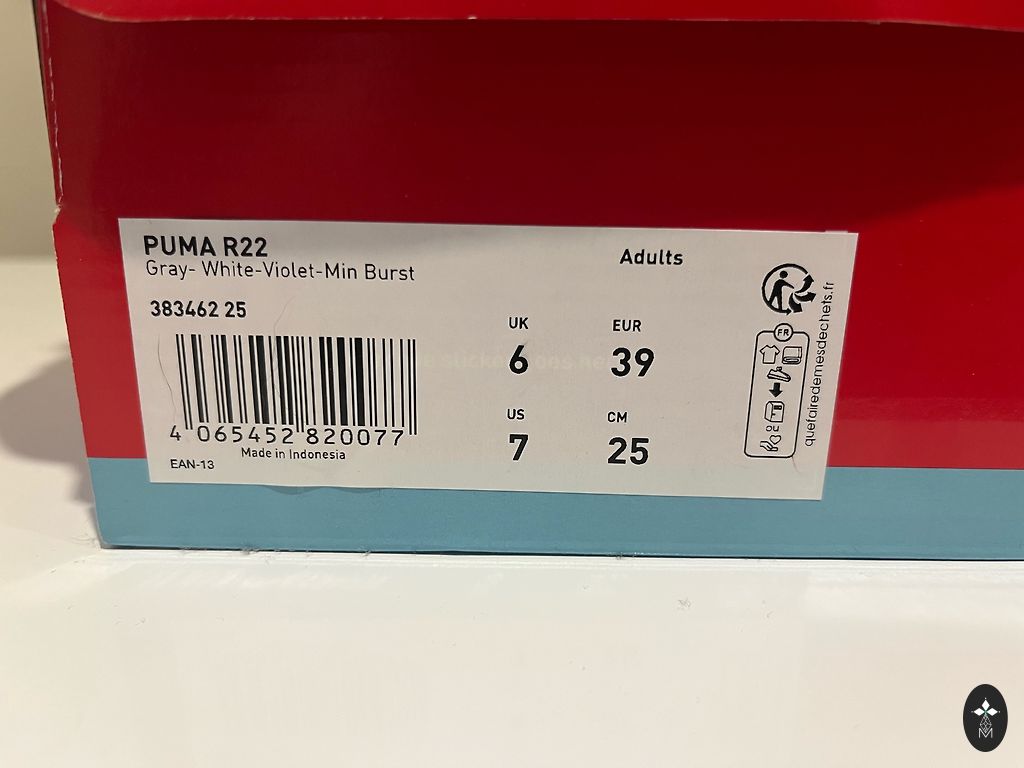 PUMA R22
Gray- White-Violet-Min Burst
Adults
383462 25
UK
EUR
6
39
US
CM
7
25
4 065452 820077
Made in Indonesia
EAN-13
FR
quefairedemesdechets.fr
M